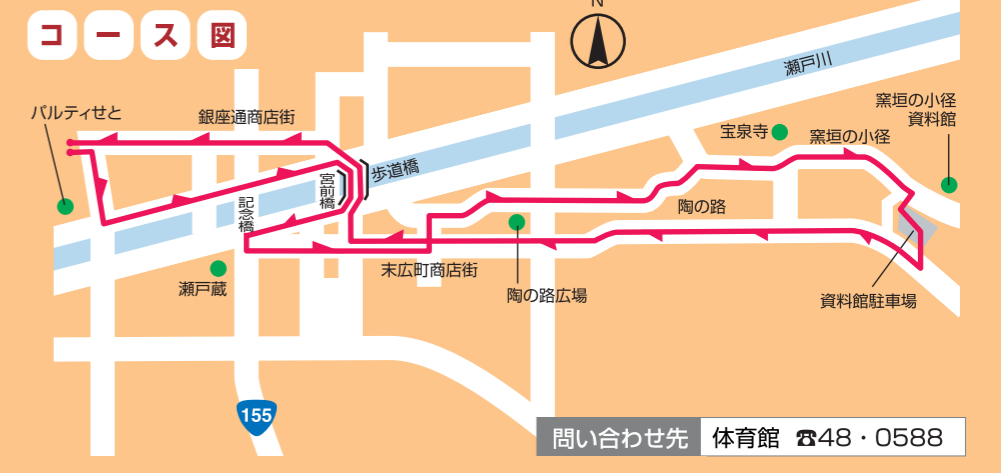 コース図
N
瀬戸川
パルティせと
銀座通商店街
窯垣の小径
資料館
宝泉寺
窯垣の小径
歩道橋
宮前橋
記念橋
陶の路
末広町商店街
瀬戸蔵
陶の路広場
資料館駐車場
155
問い合わせ先 体育館 ☎48・0588